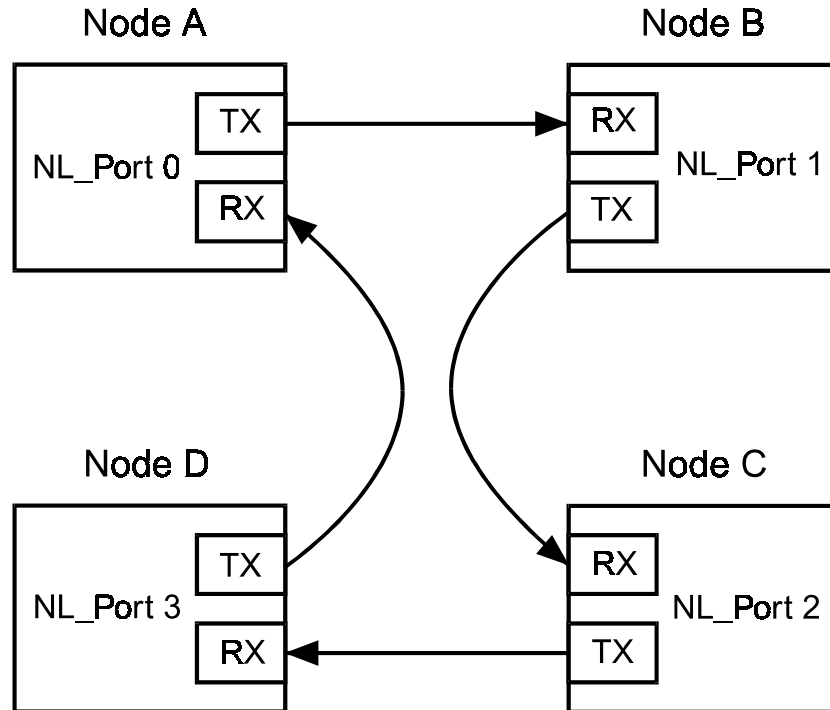 Node A
Node B
TX
NL_Port 0
RX
RX
NL_Port 1
TX
Node D
Node C
TX
NL_Port 3
RX
RX
NL_Port 2
TX